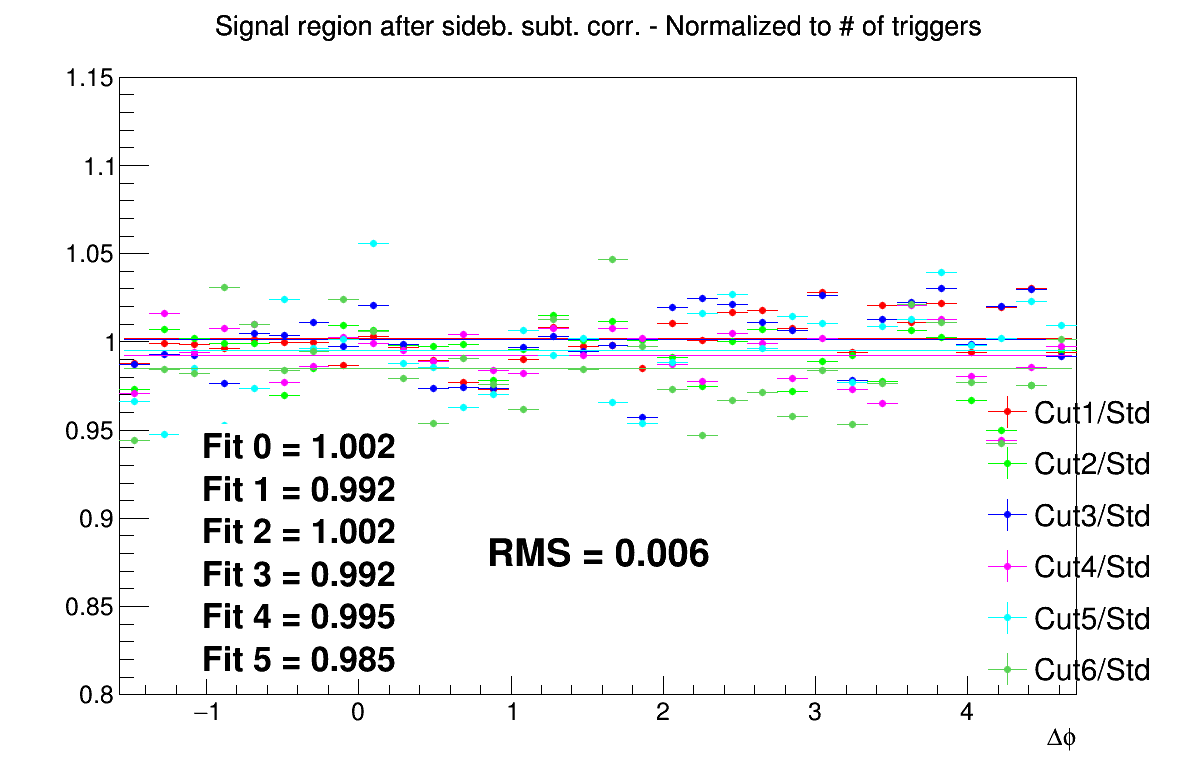 Signal region after sideb. subt. corr. - Normalized to # of triggers
1.15
1.1
1.05
1
0.95
0.9
0.85
0.8
Cut1/Std
Cut2/Std
Cut3/Std
Cut4/Std
Cut5/Std
Cut6/Std
Fit 0 = 1.002
Fit 1 = 0.992
Fit 2 = 1.002
Fit 3 = 0.992
Fit 4 = 0.995
Fit 5 = 0.985
RMS = 0.006
−1 0 1 2 3 4
Δϕ